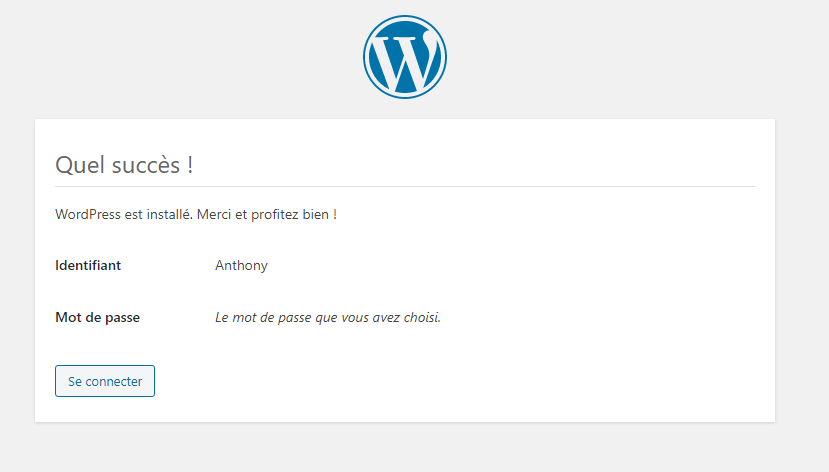 Quel succès !
WordPress est installé. Merci et profitez bien !
Identifiant Anthony
Mot de passe Le mot de passe que vous avez choisi.
Se connecter